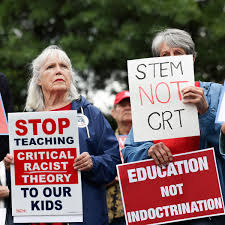 STOP
TEACHING
CRITICAL
RACIST
THEORY
TO OUR
KIDS
STEM
NOT
CRT
EDUCATION
NOT
INDOCTRINATION